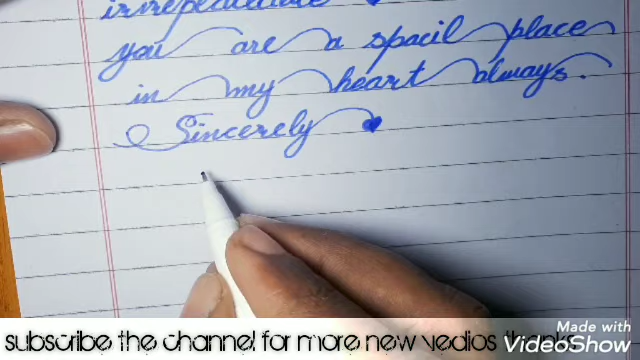 you are a spacil place
in my heart always.
Sincerely
Made with
VideoShow
subscribe the channel for more new vedios